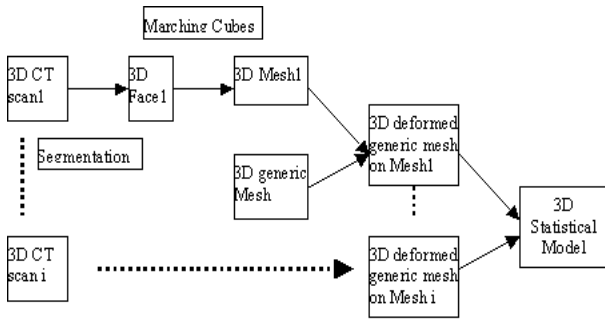 Marching Cubes
3D CT
scan1
3D
Face1
3D Mesh1
Segmentation
3D generic
Mesh
3D deformed
generic mesh
on Mesh1
3D
Statistical
Model
3D CT
scan i
3D deformed
generic mesh
on Mesh i